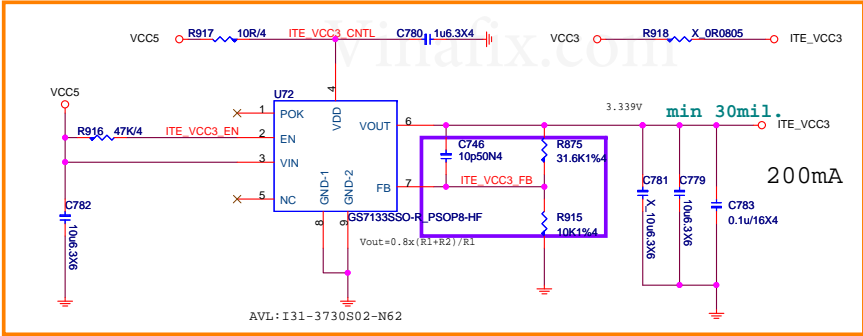 Vinafix.com
VCC5 R917 10R/4 ITE_VCC3_CNTL C780 1u6.3X4
VCC3 R918 X_0R0805 ITE_VCC3
VCC5
U72
4
VDD
1 POK
R916 47K/4 ITE_VCC3_EN 2 EN
3 VIN
5 NC
VOUT 6
FB 7
GND-1
GND-2
8
9
GS7133SSO-R_PSOP8-HF
3.339V
min 30mil.
ITE_VCC3
200mA
C746
10p50N4
R875
31.6K1%4
ITE_VCC3_FB
R915
10K1%4
C781
X_10u6.3X6
C779
10u6.3X6
C783
0.1u/16X4
C782
10u6.3X6
Vout=0.8x(R1+R2)/R1
AVL:I31-3730S02-N62